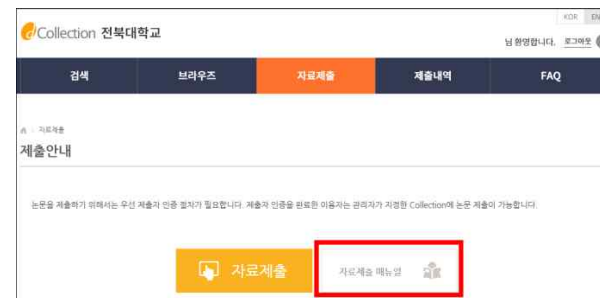 KOR EN
dCollection 전북대학교
님 환영합니다. 로그아웃
검색 브라우즈 자료제출 제출내역 FAQ
자료제출
제출안내
논문을 제출하기 위해서는 우선 제출자 인증 절차가 필요합니다. 제출자 인증을 완료한 이용자는 관리자가 지정한 Collection에 논문 제출이 가능합니다.
자료제출 자료제출 매뉴얼